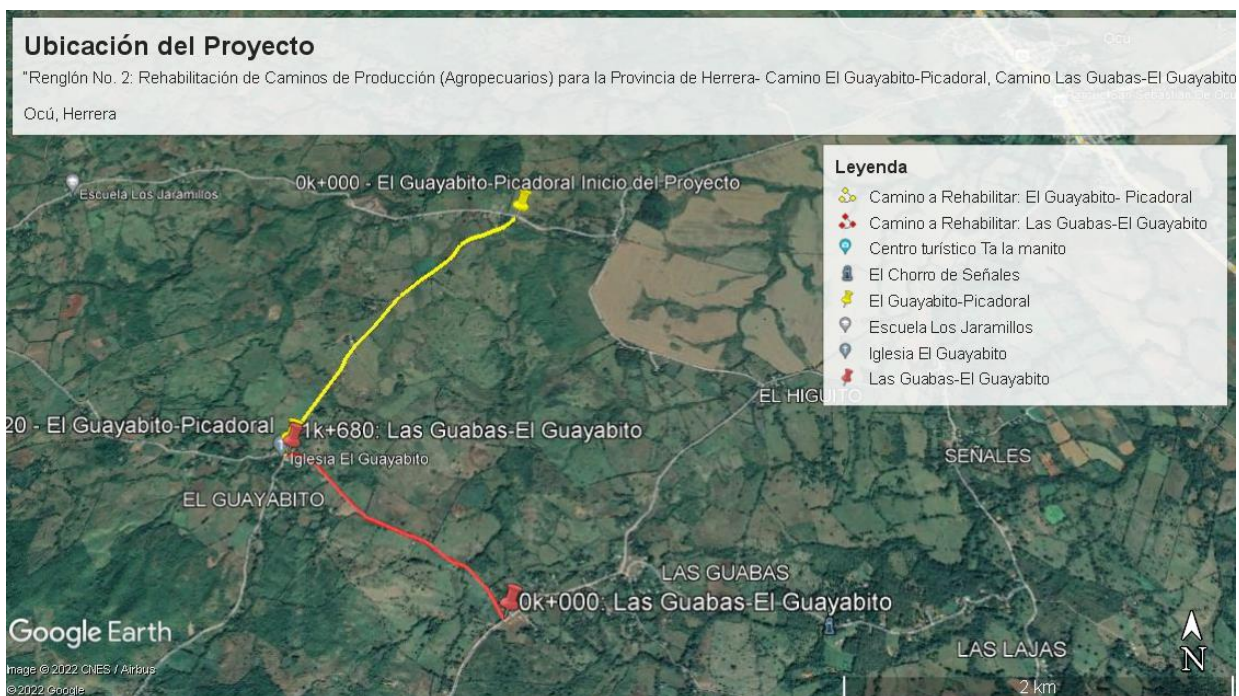 Ubicación del Proyecto
"Renglón No. 2: Rehabilitación de Caminos de Producción (Agropecuarios) para la Provincia de Herrera- Camino El Guayabito-Picadoral, Camino Las Guabas-El Guayabito
Ocú, Herrera
Ocú
Leyenda
Camino a Rehabilitar: El Guayabito- Picadoral
Camino a Rehabilitar: Las Guabas-El Guayabito
Centro turístico Ta la manito
El Chorro de Señales
El Guayabito-Picadoral
Escuela Los Jaramillos
Iglesia El Guayabito
Las Guabas-El Guayabito
0k+000 - El Guayabito-Picadoral Inicio del Proyecto
Escuela Los Jaramillos
EL HIGUITO
20 - El Guayabito-Picadoral
1k+680: Las Guabas-El Guayabito
Iglesia El Guayabito
SEÑALES
EL GUAYABITO
LAS GUABAS
0k+000: Las Guabas-El Guayabito
Google Earth
LAS LAJAS
N
Image © 2022 CNES / Airbus
© 2022 Google
2 km